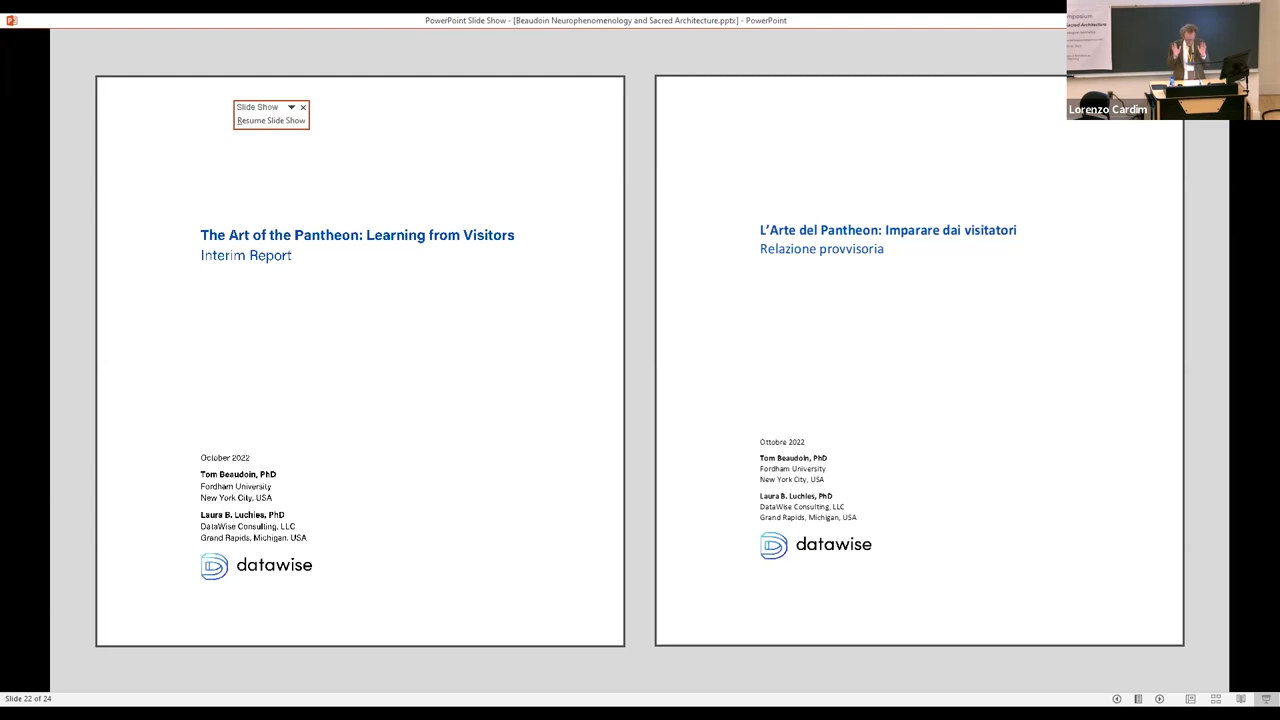 PowerPoint Slide Show - [Beaudoin Neurophenomenology and Sacred Architecture.pptx] - PowerPoint
Slide Show
Resume Slide Show
The Art of the Pantheon: Learning from Visitors
Interim Report
October 2022
Tom Beaudoin, PhD
Fordham University
New York City, USA
Laura B. Luchies, PhD
DataWise Consulting, LLC
Grand Rapids, Michigan, USA
datawise
L’Arte del Pantheon: Imparare dai visitatori
Relazione provvisoria
Ottobre 2022
Tom Beaudoin, PhD
Fordham University
New York City, USA
Laura B. Luchies, PhD
DataWise Consulting, LLC
Grand Rapids, Michigan, USA
datawise
Lorenzo Cardim
Slide 22 of 24